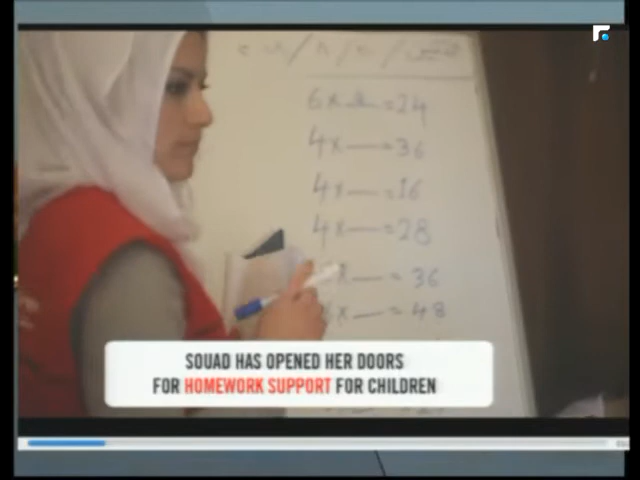 6 x = 24
4 x — = 36
4 x — = 16
4 x — = 28
x — = 36
x — = 48
SOUAD HAS OPENED HER DOORS
FOR HOMEWORK SUPPORT FOR CHILDREN